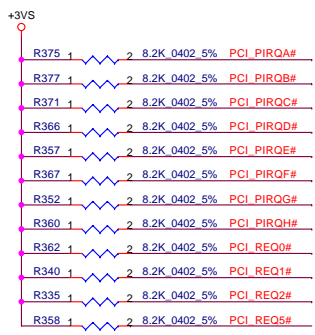 +3VS
R375 1 2 8.2K_0402_5% PCI_PIRQA#
R377 1 2 8.2K_0402_5% PCI_PIRQB#
R371 1 2 8.2K_0402_5% PCI_PIRQC#
R366 1 2 8.2K_0402_5% PCI_PIRQD#
R357 1 2 8.2K_0402_5% PCI_PIRQE#
R367 1 2 8.2K_0402_5% PCI_PIRQF#
R352 1 2 8.2K_0402_5% PCI_PIRQG#
R360 1 2 8.2K_0402_5% PCI_PIRQH#
R362 1 2 8.2K_0402_5% PCI_REQ0#
R340 1 2 8.2K_0402_5% PCI_REQ1#
R335 1 2 8.2K_0402_5% PCI_REQ2#
R358 1 2 8.2K_0402_5% PCI_REQ5#